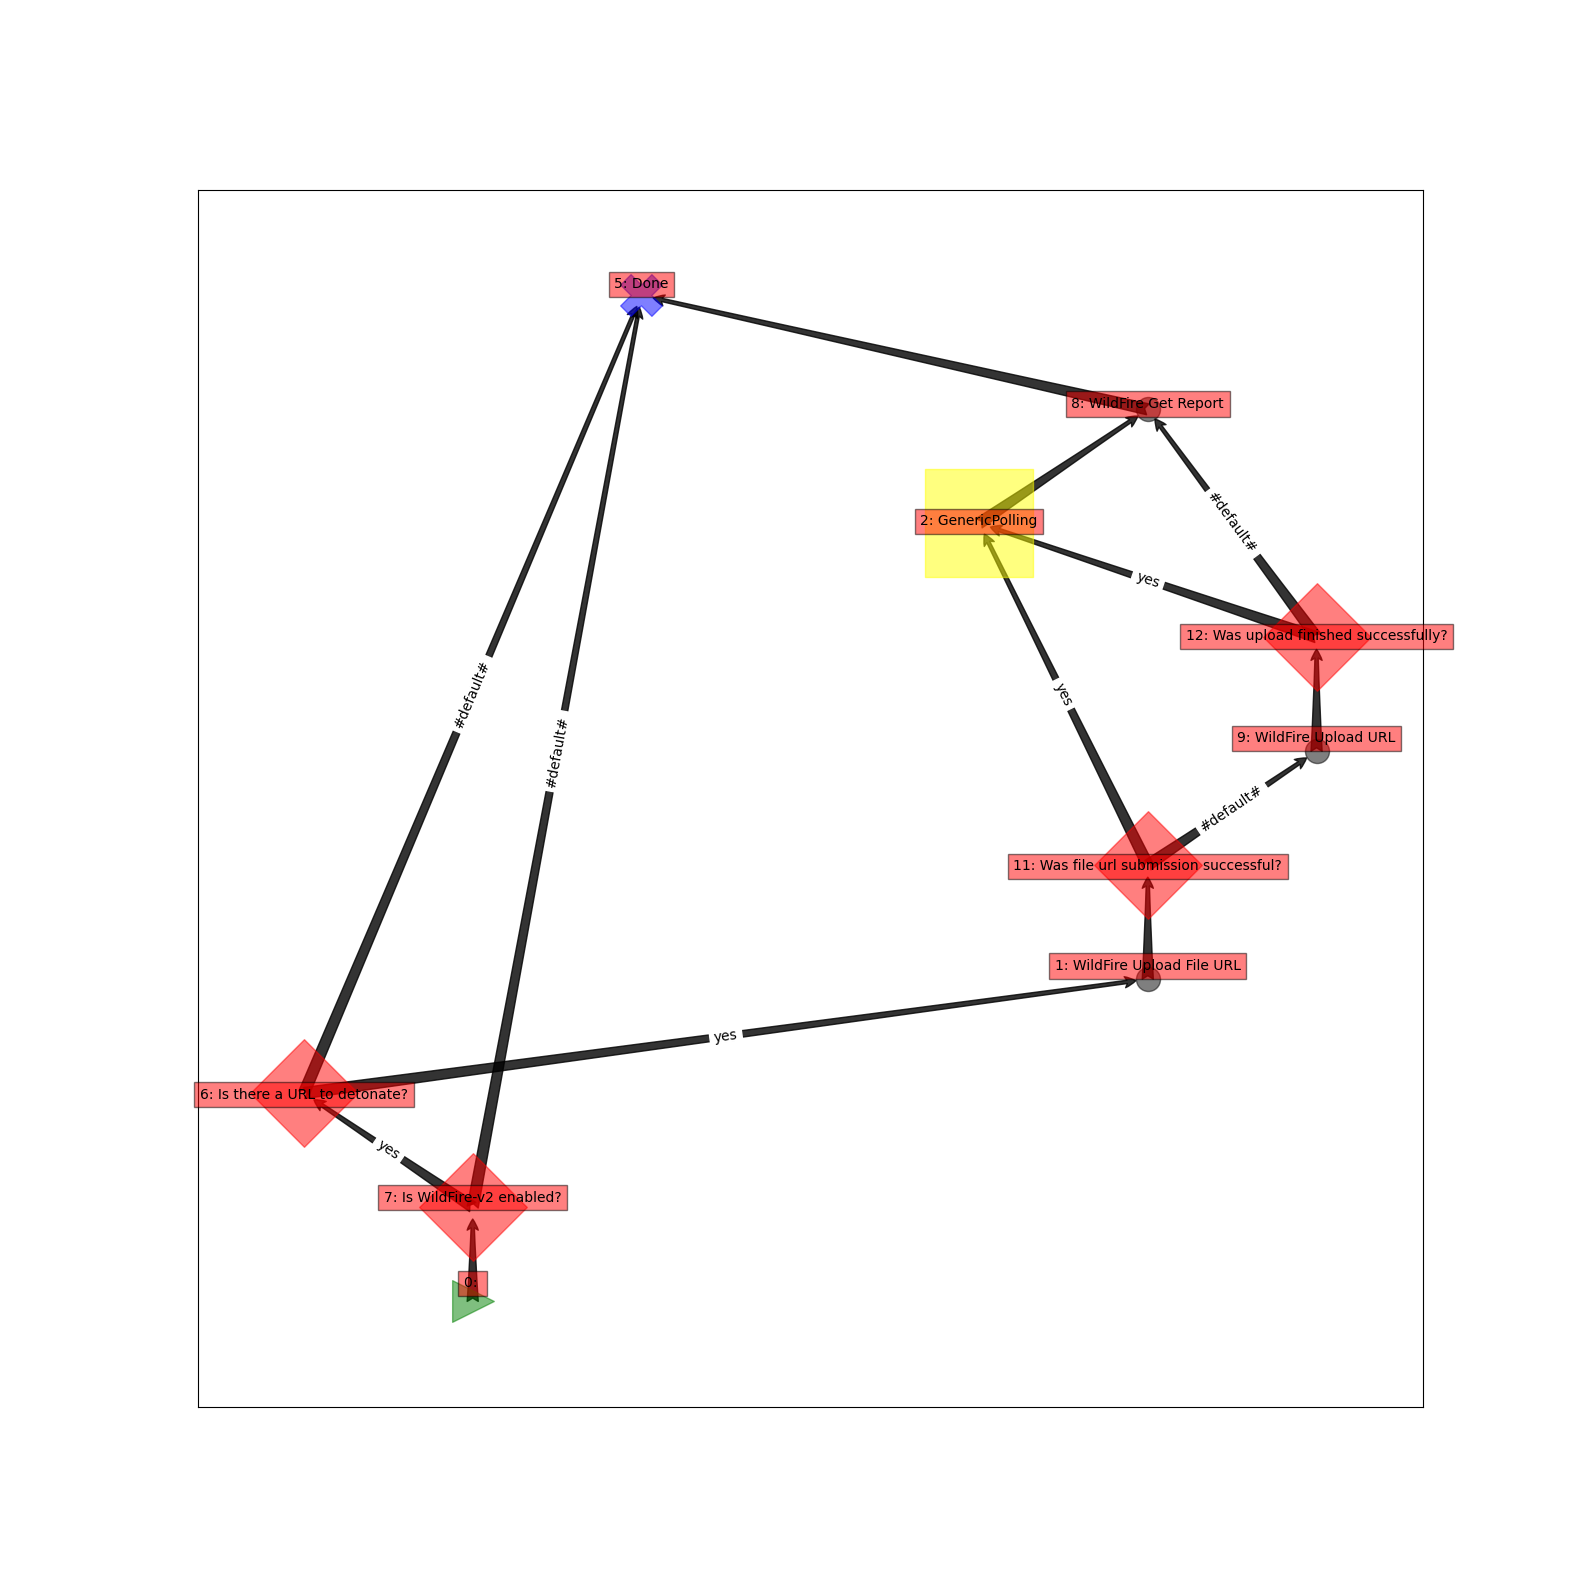 5: Done
8: WildFire Get Report
#default#
2: GenericPolling
yes
12: Was upload finished successfully?
#default#
yes
#default#
9: WildFire Upload URL
#default#
11: Was file url submission successful?
1: WildFire Upload File URL
yes
6: Is there a URL to detonate?
yes
7: Is WildFire-v2 enabled?
0: